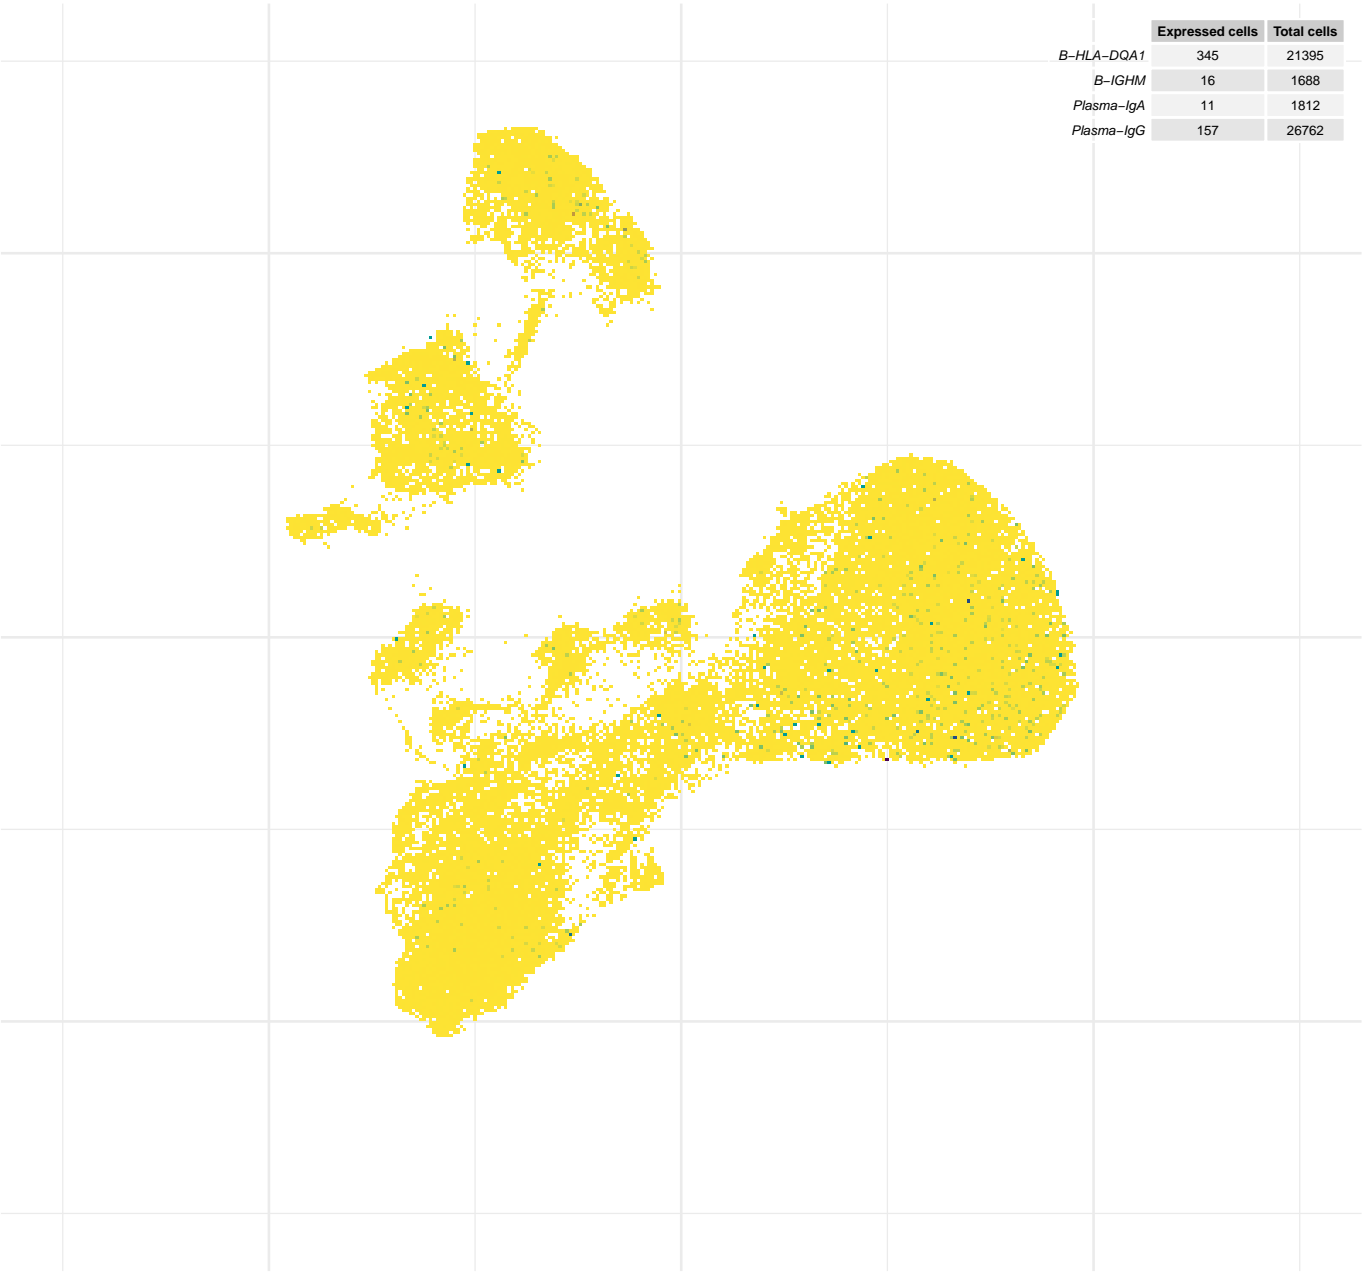 Expressed cells Total cells
B−HLA−DQA1 345 21395
B−IGHM 16 1688
Plasma−IgA 11 1812
Plasma−IgG 157 26762